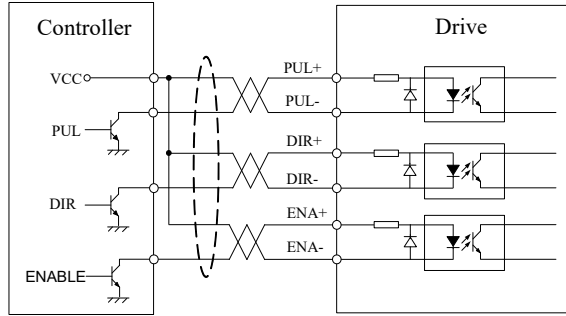 Controller
Drive
VCC
PUL+
PUL-
PUL
DIR+
DIR-
DIR
ENA+
ENA-
ENABLE